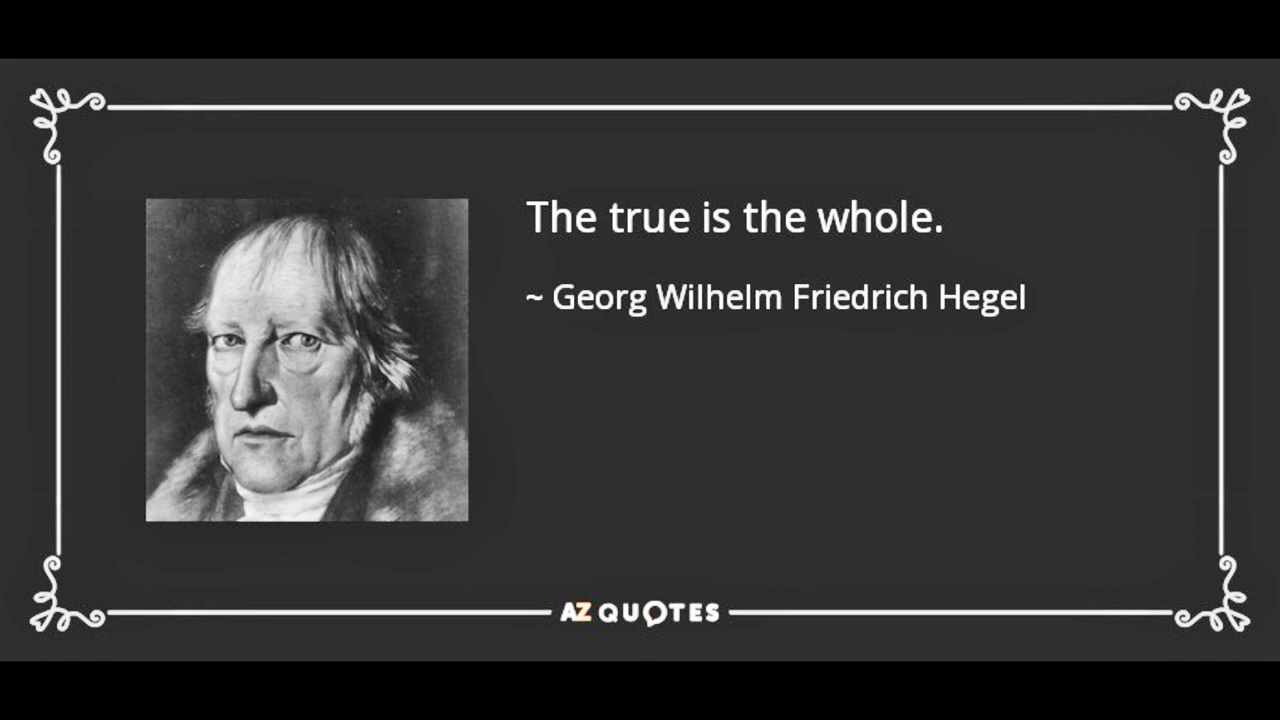 The true is the whole.
~ Georg Wilhelm Friedrich Hegel
AZ QUOTES